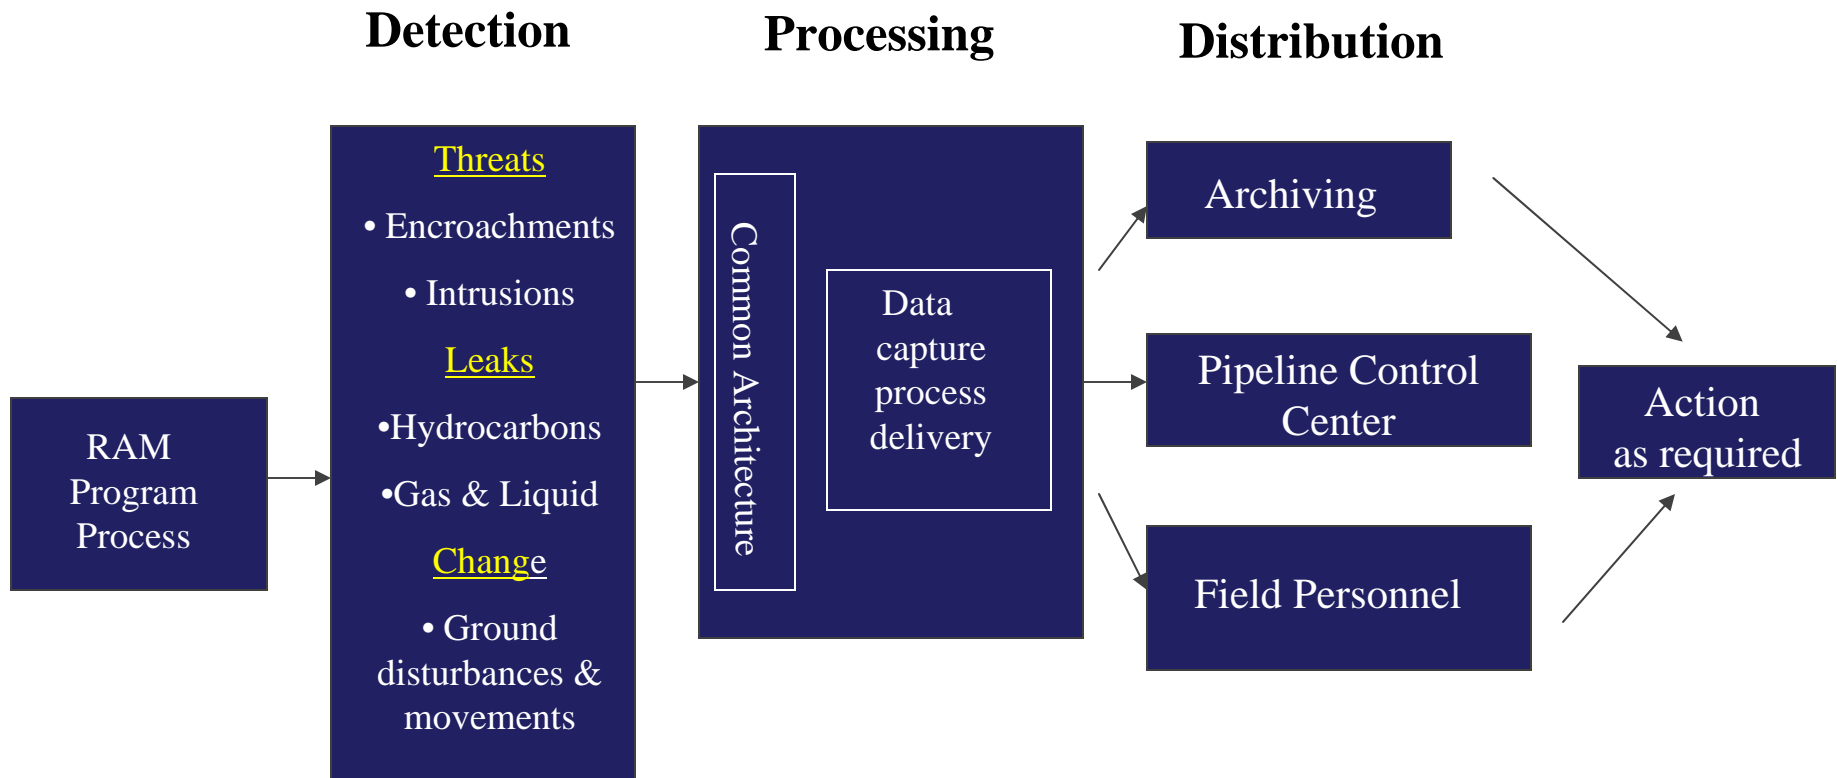 Detection
Processing
Distribution
RAM
Program
Process
Threats
• Encroachments
• Intrusions
Leaks
•Hydrocarbons
•Gas & Liquid
Change
• Ground
disturbances &
movements
Common Architecture
Data
capture
process
delivery
Archiving
Pipeline Control
Center
Field Personnel
Action
as required